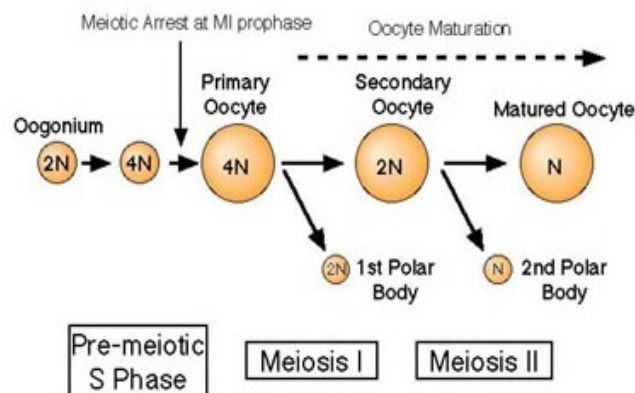 Meiotic Arrest at MI prophase
Oocyte Maturation
Primary
Oocyte
Secondary
Oocyte
Matured Oocyte
Oogonium
2N
4N
4N
2N
N
2N
1st Polar
Body
N
2nd Polar
Body
Pre-meiotic
S Phase
Meiosis I
Meiosis II